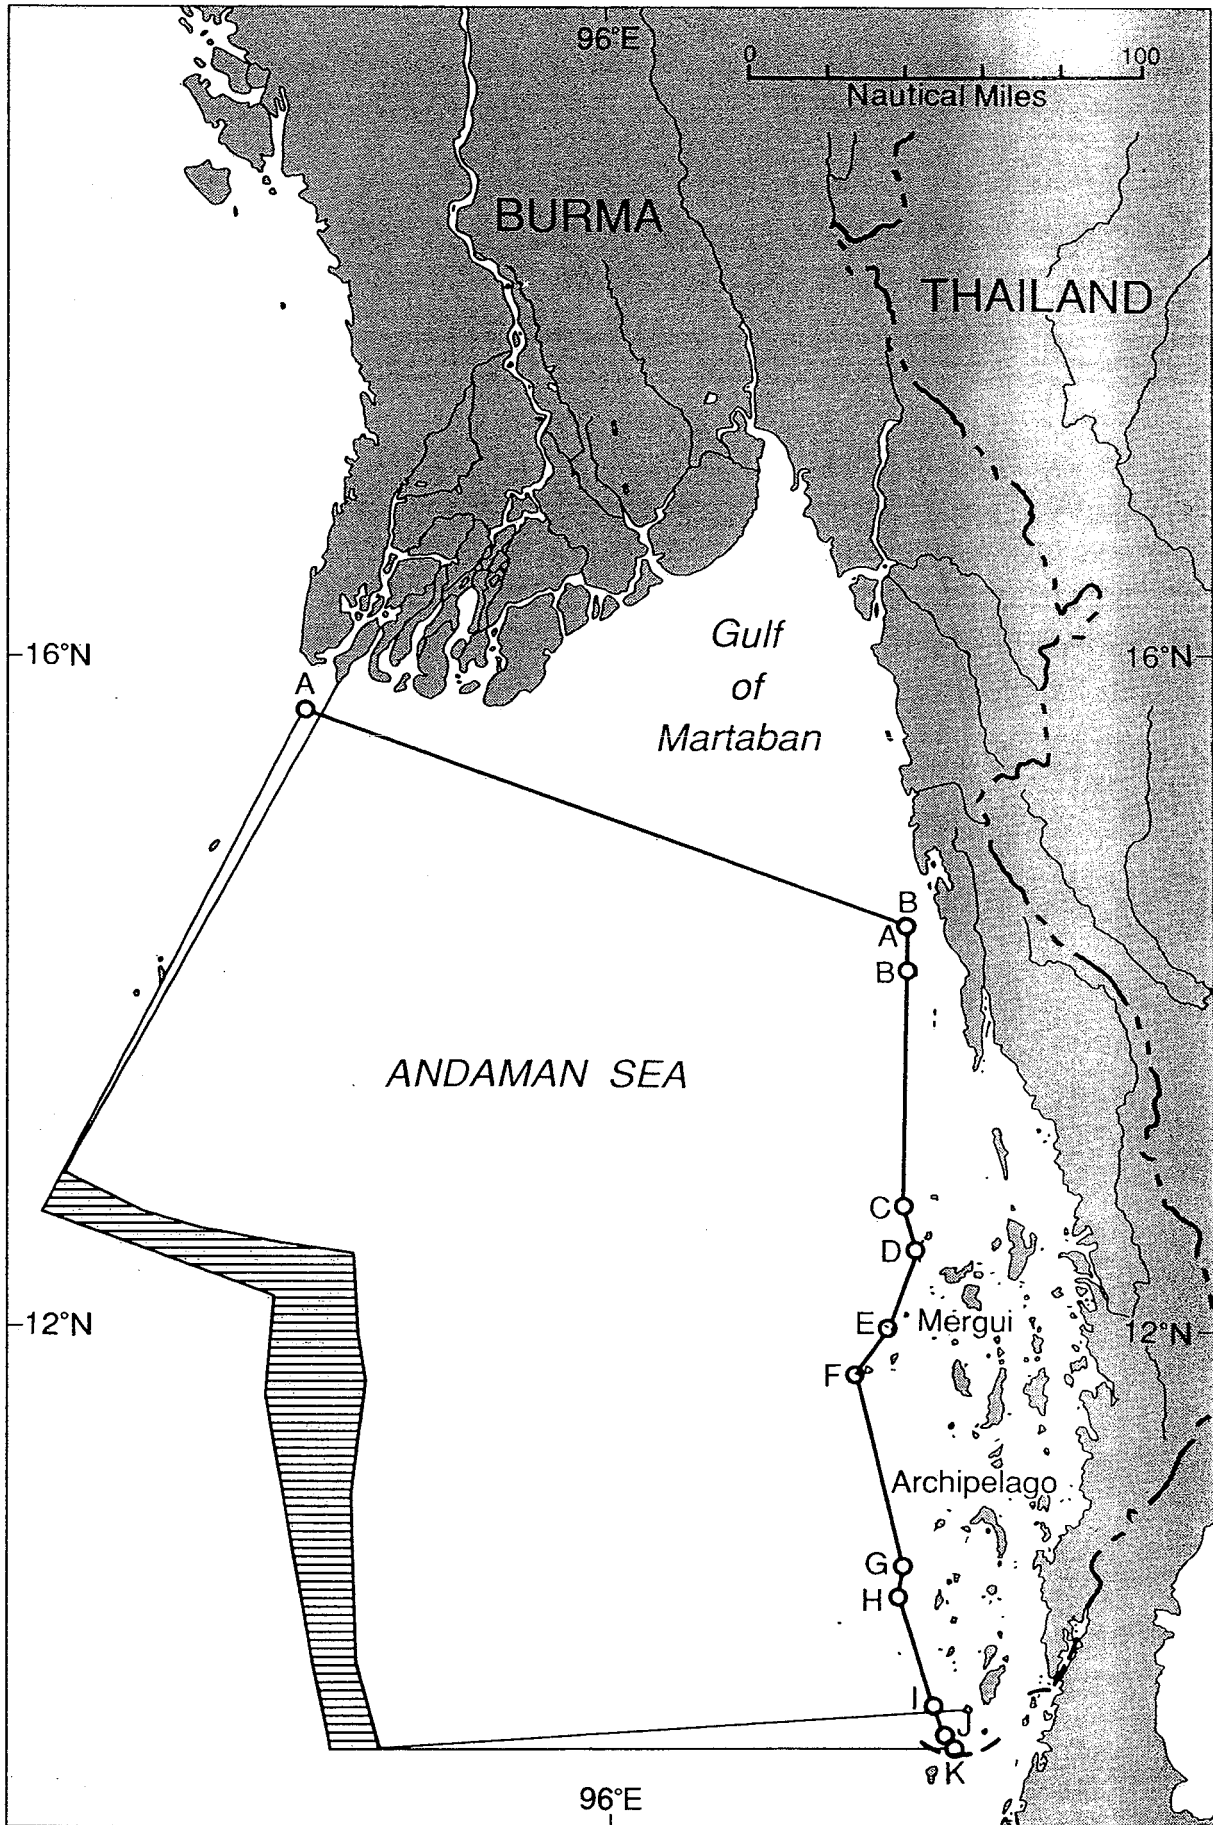 96°E
0 100
Nautical Miles
BURMA
THAILAND
Gulf
of
Martaban
16°N
16°N
A
B
A
B
ANDAMAN SEA
C
D
E
Mergui
12°N
12°N
F
Archipelago
G
H
I
J
K
96°E